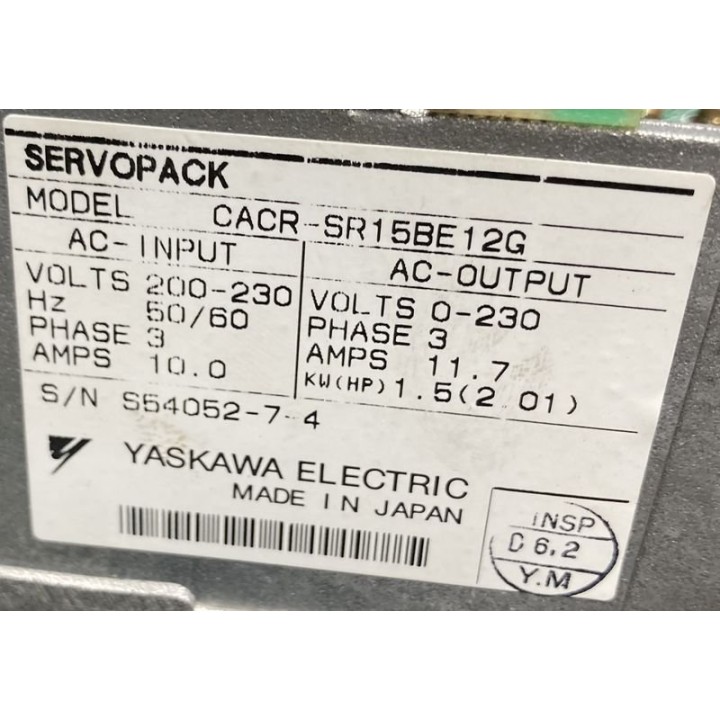 SERVOPACK
MODEL CACR-SR15BE12G
AC-INPUT
VOLTS 200-230
Hz 50/60
PHASE 3
AMPS 10.0
AC-OUTPUT
VOLTS 0-230
PHASE 3
AMPS 11.7
KW(HP) 1.5(2.01)
S/N S54052-7-4
YASKAWA ELECTRIC
MADE IN JAPAN
INSP
D6.2
Y.M